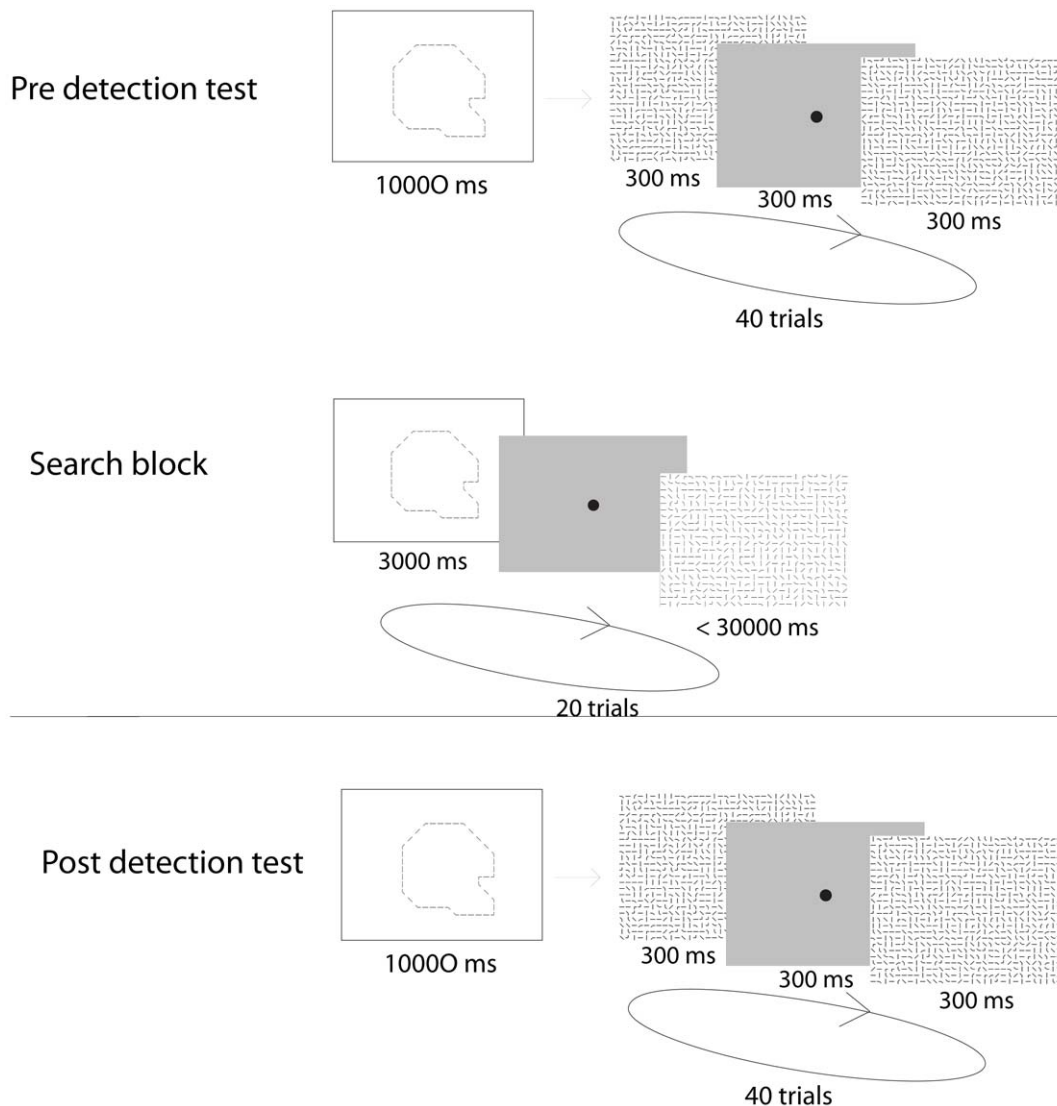 Pre detection test
1000O ms
300 ms
300 ms
300 ms
40 trials
Search block
3000 ms
< 30000 ms
20 trials
Post detection test
1000O ms
300 ms
300 ms
300 ms
40 trials